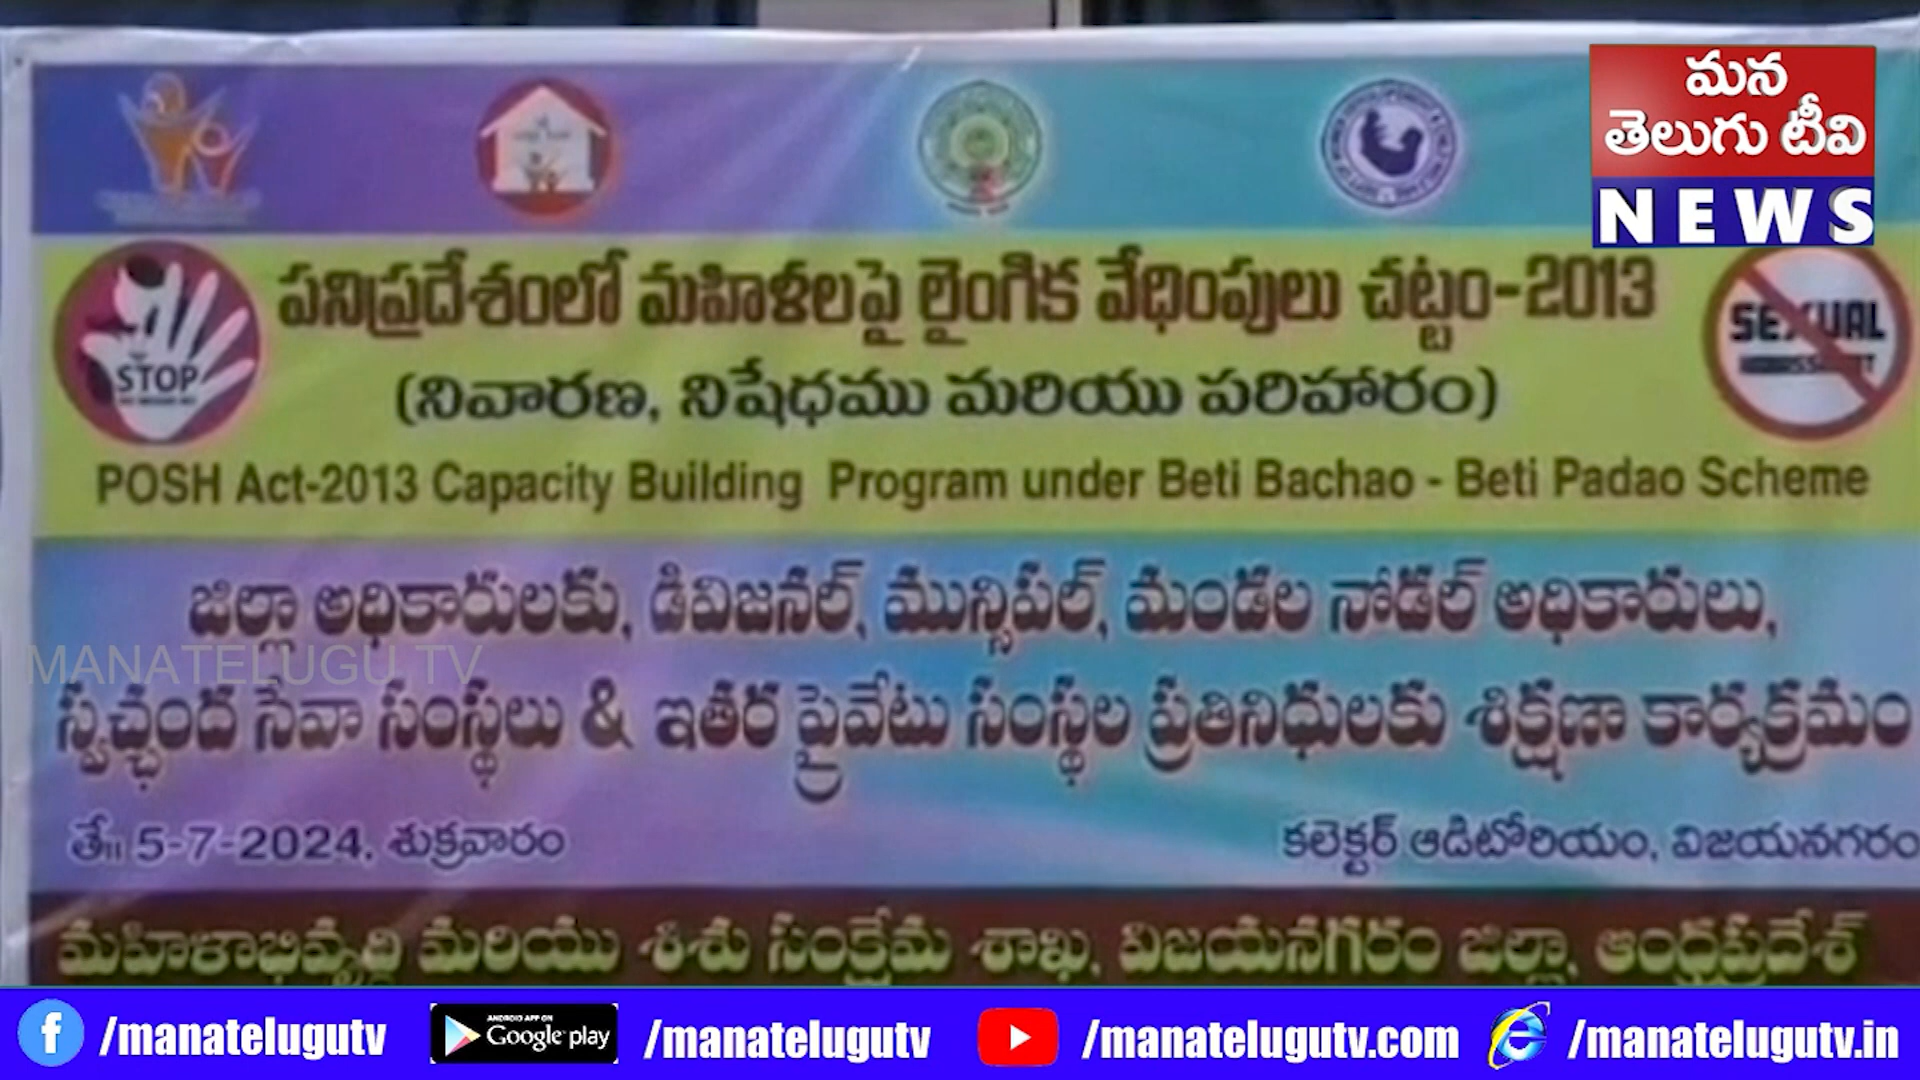 మన
తెలుగు టీవి
NEWS
పనిప్రదేశంలో మహిళలపై లైంగిక వేధింపులు చట్టం-2013
STOP
SEXUAL
(నివారణ, నిషేధము మరియు పరిహారం)
POSH Act-2013 Capacity Building Program under Beti Bachao - Beti Padao Scheme
జిల్లా అధికారులకు, డివిజనల్, మున్సిపల్, మండల నోడల్ అధికారులు,
MANATELUGU TV
స్వచ్ఛంద సేవా సంస్థలు & ఇతర ప్రైవేటు సంస్థల ప్రతినిధులకు శిక్షణా కార్యక్రమం
తే॥ 5-7-2024, శుక్రవారం
కలెక్టర్ ఆడిటోరియం, విజయనగరం
మహిళాభివృద్ది మరియు శిశు సంక్షేమ శాఖ, విజయనగరం జిల్లా, ఆంధ్రప్రదేశ్
/manatelugutv
ANDROID APP ON
Google play
/manatelugutv
/manatelugutv.com
/manatelugutv.in